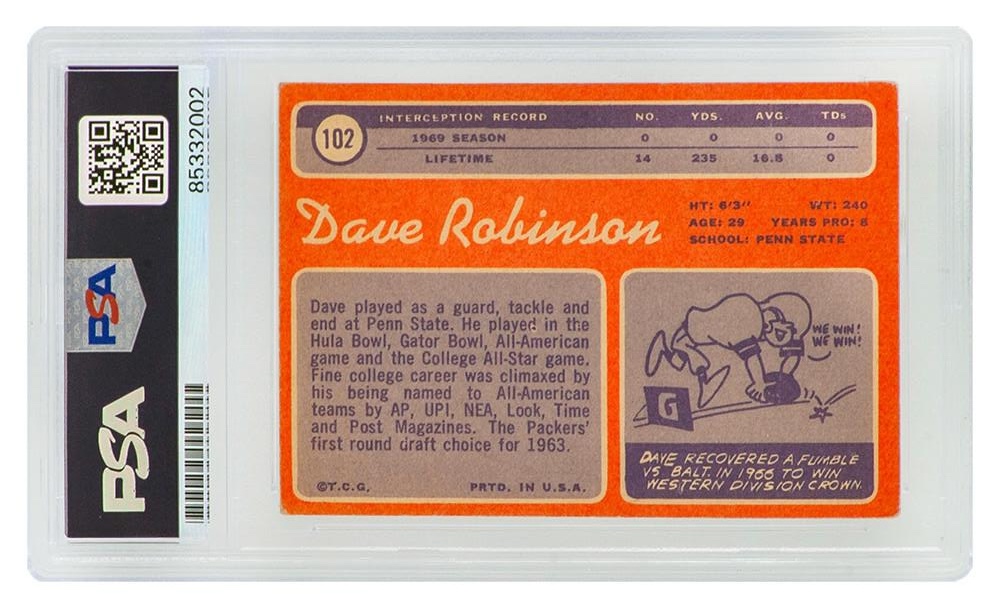 102
INTERCEPTION RECORD NO. YDS. AVG. TDs
1969 SEASON 0 0 0 0
LIFETIME 14 235 16.8 0
Dave Robinson
HT: 6'3" WT: 240
AGE: 29 YEARS PRO: 8
SCHOOL: PENN STATE
Dave played as a guard, tackle and
end at Penn State. He played in the
Hula Bowl, Gator Bowl, All-American
game and the College All-Star game.
Fine college career was climaxed by
his being named to All-American
teams by AP, UPI, NEA, Look, Time
and Post Magazines. The Packers'
first round draft choice for 1963.
©T.C.G. PRTD. IN U.S.A.
WE WIN!
WE WIN!
G
DAVE RECOVERED A FUMBLE
VS. BALT. IN 1966 TO WIN
WESTERN DIVISION CROWN.
85332002
PSA
PSA